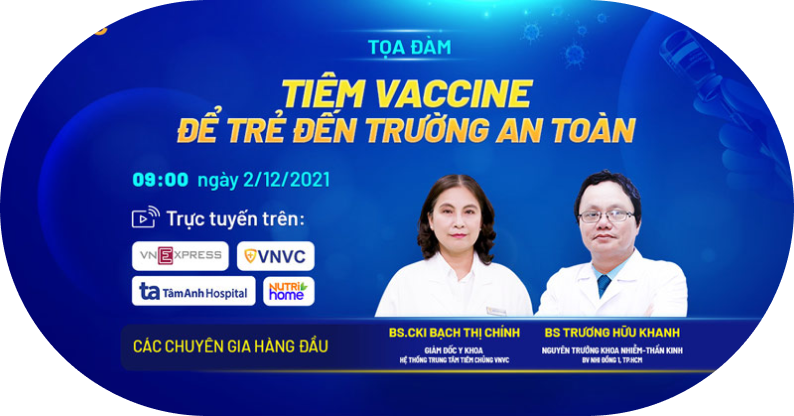 TỌA ĐÀM
TIÊM VACCINE
ĐỂ TRẺ ĐẾN TRƯỜNG AN TOÀN
09:00 ngày 2/12/2021
Trực tuyến trên:
VNEXPRESS
VNVC
ta TâmAnh Hospital
NUTRI home
CÁC CHUYÊN GIA HÀNG ĐẦU
BS.CKI BẠCH THỊ CHÍNH
GIÁM ĐỐC Y KHOA
HỆ THỐNG TRUNG TÂM TIÊM CHỦNG VNVC
BS TRƯƠNG HỮU KHANH
NGUYÊN TRƯỞNG KHOA NHIỄM-THẦN KINH
BV NHI ĐỒNG 1, TP.HCM